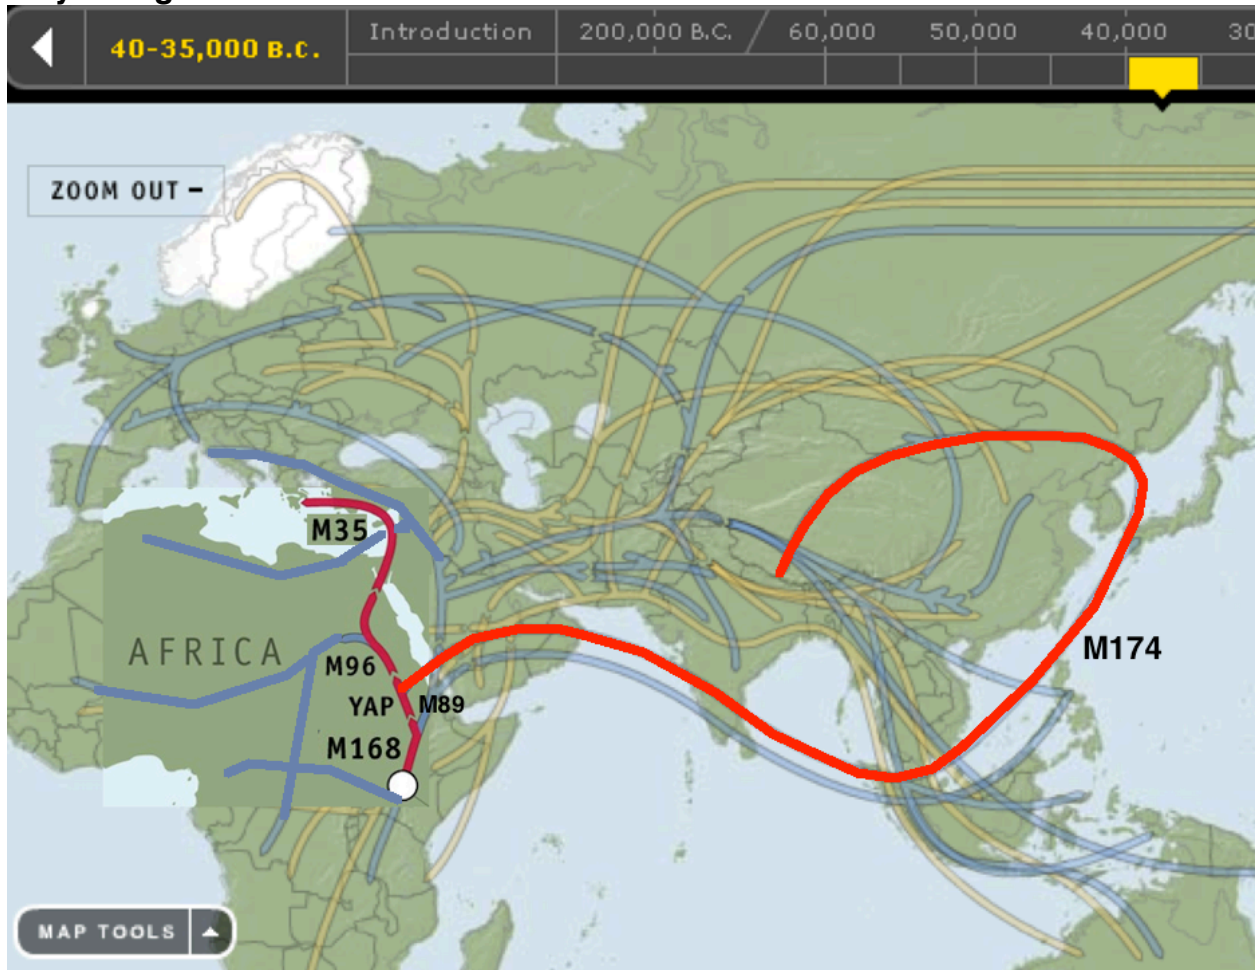 40-35,000 B.C.
Introduction
200,000 B.C.
60,000
50,000
40,000
ZOOM OUT –
M35
AFRICA
M96
YAP
M89
M168
M174
MAP TOOLS